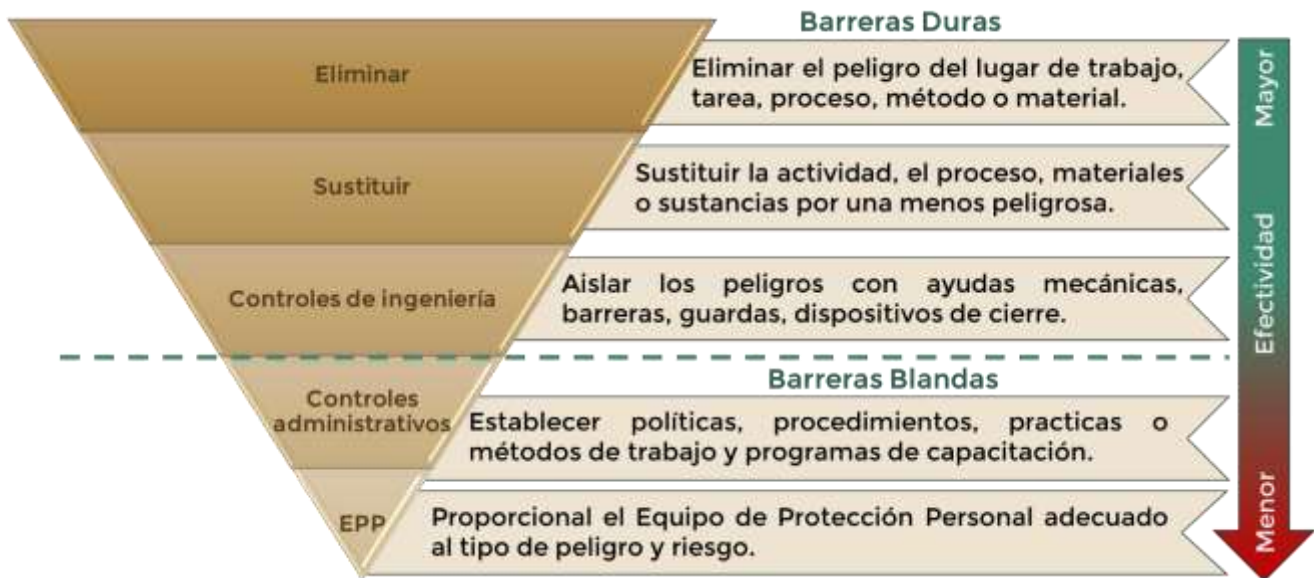 Barreras Duras
Eliminar
Eliminar el peligro del lugar de trabajo,
tarea, proceso, método o material.
Sustituir
Sustituir la actividad, el proceso, materiales
o sustancias por una menos peligrosa.
Controles de ingeniería
Aislar los peligros con ayudas mecánicas,
barreras, guardas, dispositivos de cierre.
Barreras Blandas
Controles
administrativos
Establecer políticas, procedimientos, practicas o
métodos de trabajo y programas de capacitación.
EPP
Proporcional el Equipo de Protección Personal adecuado
al tipo de peligro y riesgo.
Mayor
Efectividad
Menor